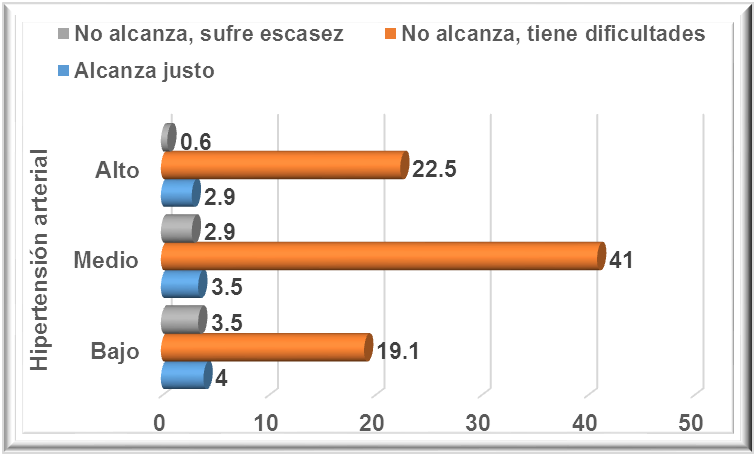 No alcanza, sufre escasez
No alcanza, tiene dificultades
Alcanza justo
Hipertensión arterial
Alto
0.6
22.5
2.9
Medio
2.9
41
3.5
Bajo
3.5
19.1
4
0 10 20 30 40 50